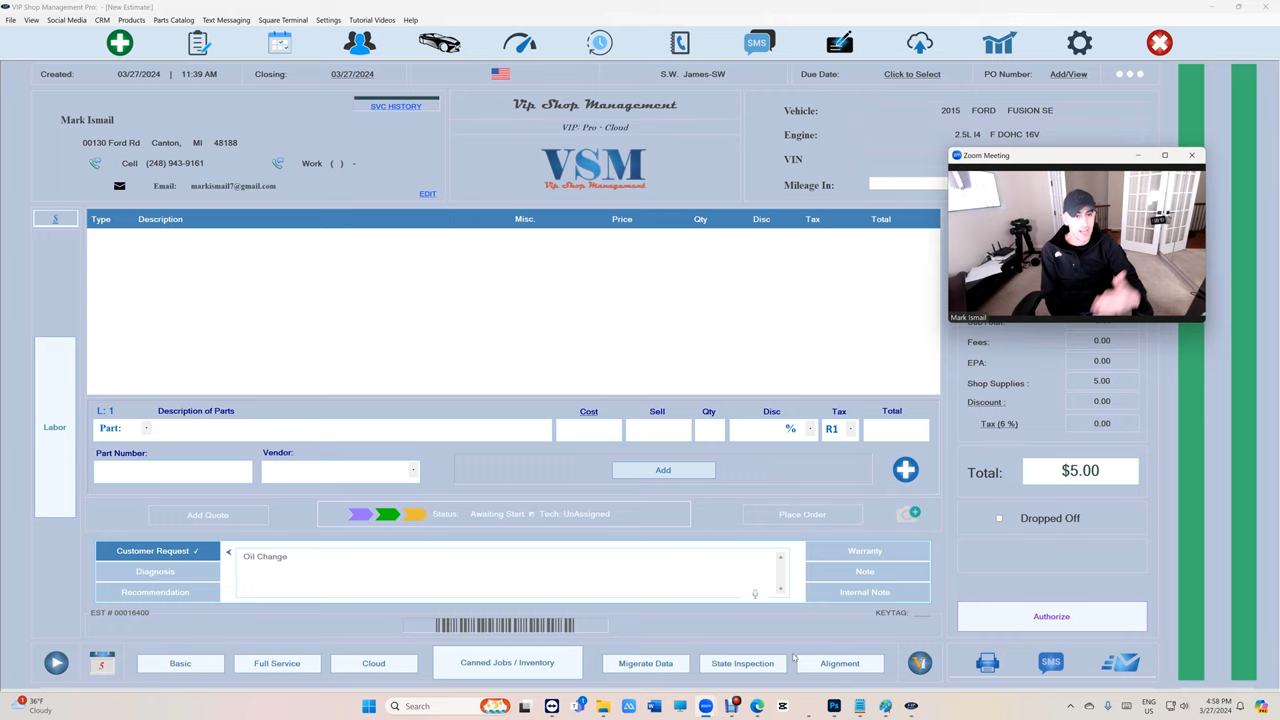 VIP Shop Management Pro: - [New Estimate:]
File View Social Media CRM Products Parts Catalog Text Messaging Square Terminal Settings Tutorial Videos Help
SMS
Created: 03/27/2024 | 11:39 AM Closing: 03/27/2024 S.W. James-SW Due Date: Click to Select PO Number: Add/View
SVC HISTORY
Mark Ismail
00130 Ford Rd Canton, MI 48188
Cell (248) 943-9161 Work ( ) -
Email: markismail7@gmail.com
EDIT
Vip Shop Management
VIP: Pro - Cloud
VSM
Vip Shop Management
Vehicle: 2015 FORD FUSION SE
Engine: 2.5L I4 F DOHC 16V
VIN
Mileage In:
Zoom Meeting
Mark Ismail
$ Type Description Misc. Price Qty Disc Tax Total
Labor
Fees: 0.00
EPA: 0.00
Shop Supplies : 5.00
Discount : 0.00
Tax (6 %) 0.00
Total: $5.00
Dropped Off
Authorize
L: 1 Description of Parts Cost Sell Qty Disc Tax Total
Part: % R1
Part Number: Vendor:
Add
Add Quote Status: Awaiting Start Tech: UnAssigned Place Order
Customer Request ✓ Oil Change Warranty
Diagnosis Note
Recommendation Internal Note
EST # 00016400 KEYTAG:
5 Basic Full Service Cloud Canned Jobs / Inventory Migerate Data State Inspection Alignment SMS
36°F
Cloudy
Search
ENG
US
4:58 PM
3/27/2024